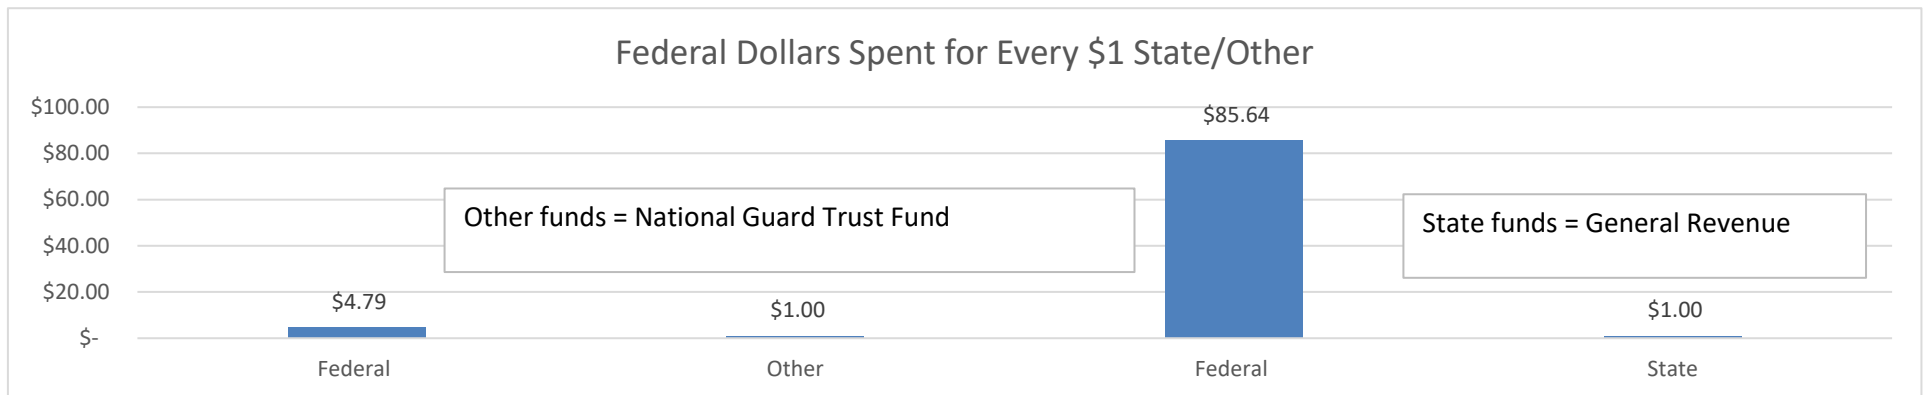 Federal Dollars Spent for Every $1 State/Other
$100.00
$80.00
$60.00
$40.00
$20.00
$-
$4.79
$1.00
$85.64
$1.00
Other funds = National Guard Trust Fund
State funds = General Revenue
Federal
Other
Federal
State